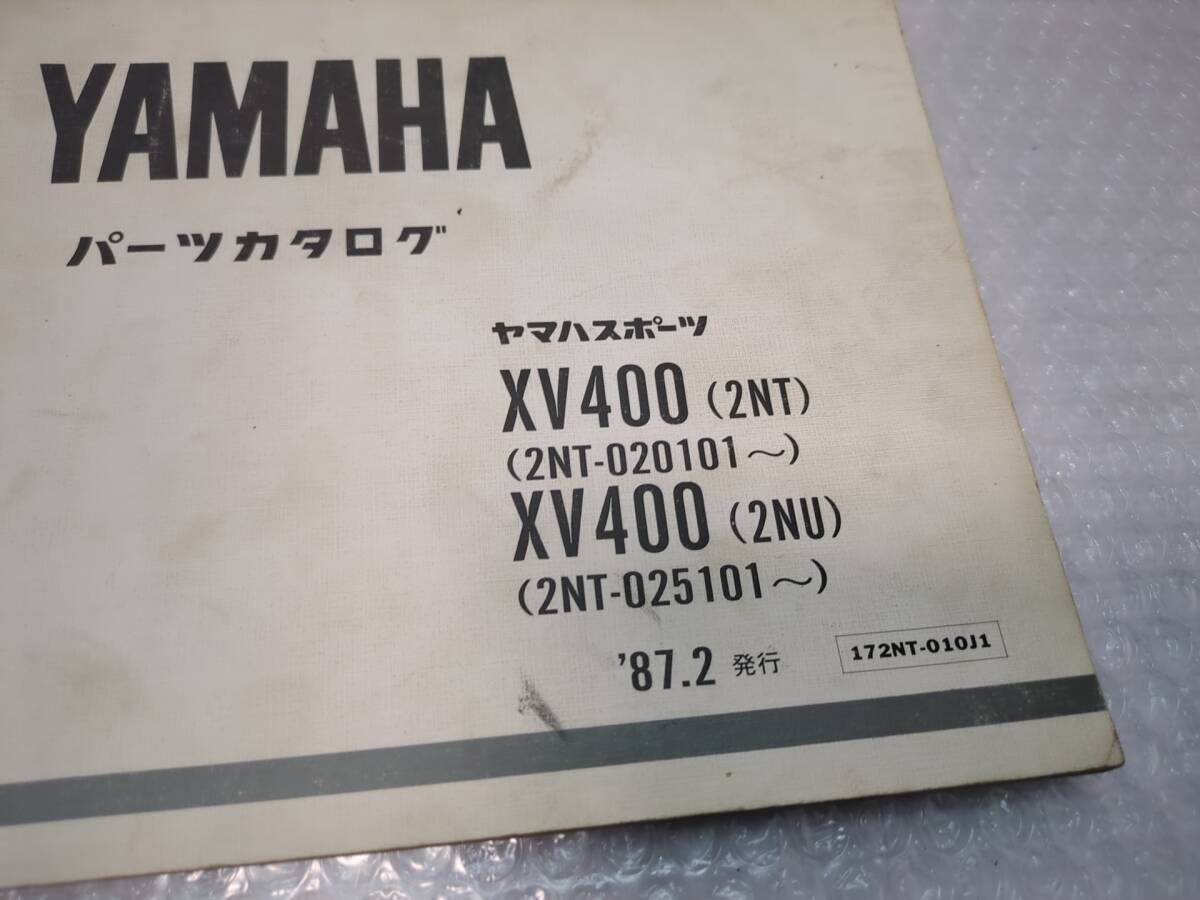 YAMAHA
パーツカタログ
ヤマハスポーツ
XV400 (2NT)
(2NT-020101～)
XV400 (2NU)
(2NT-025101～)
'87.2 発行
172NT-010J1